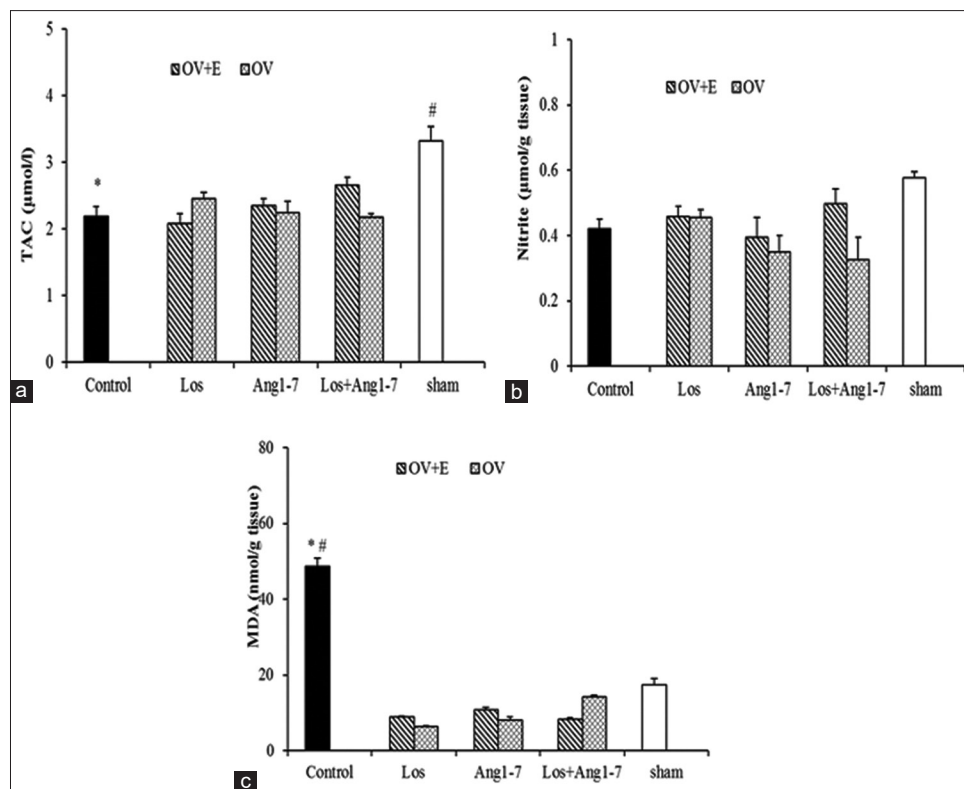 5
4
3
2
1
0
TAC (μmol/l)
OV+E OV
*
#
Control Los Ang1-7 Los+Ang1-7 sham
a
1
0.8
0.6
0.4
0.2
0
Nitrite (μmol/g tissue)
OV+E OV
Control Los Ang1-7 Los+Ang1-7 sham
b
80
60
40
20
0
MDA (nmol/g tissue)
OV+E OV
* #
Control Los Ang1-7 Los+Ang1-7 sham
c